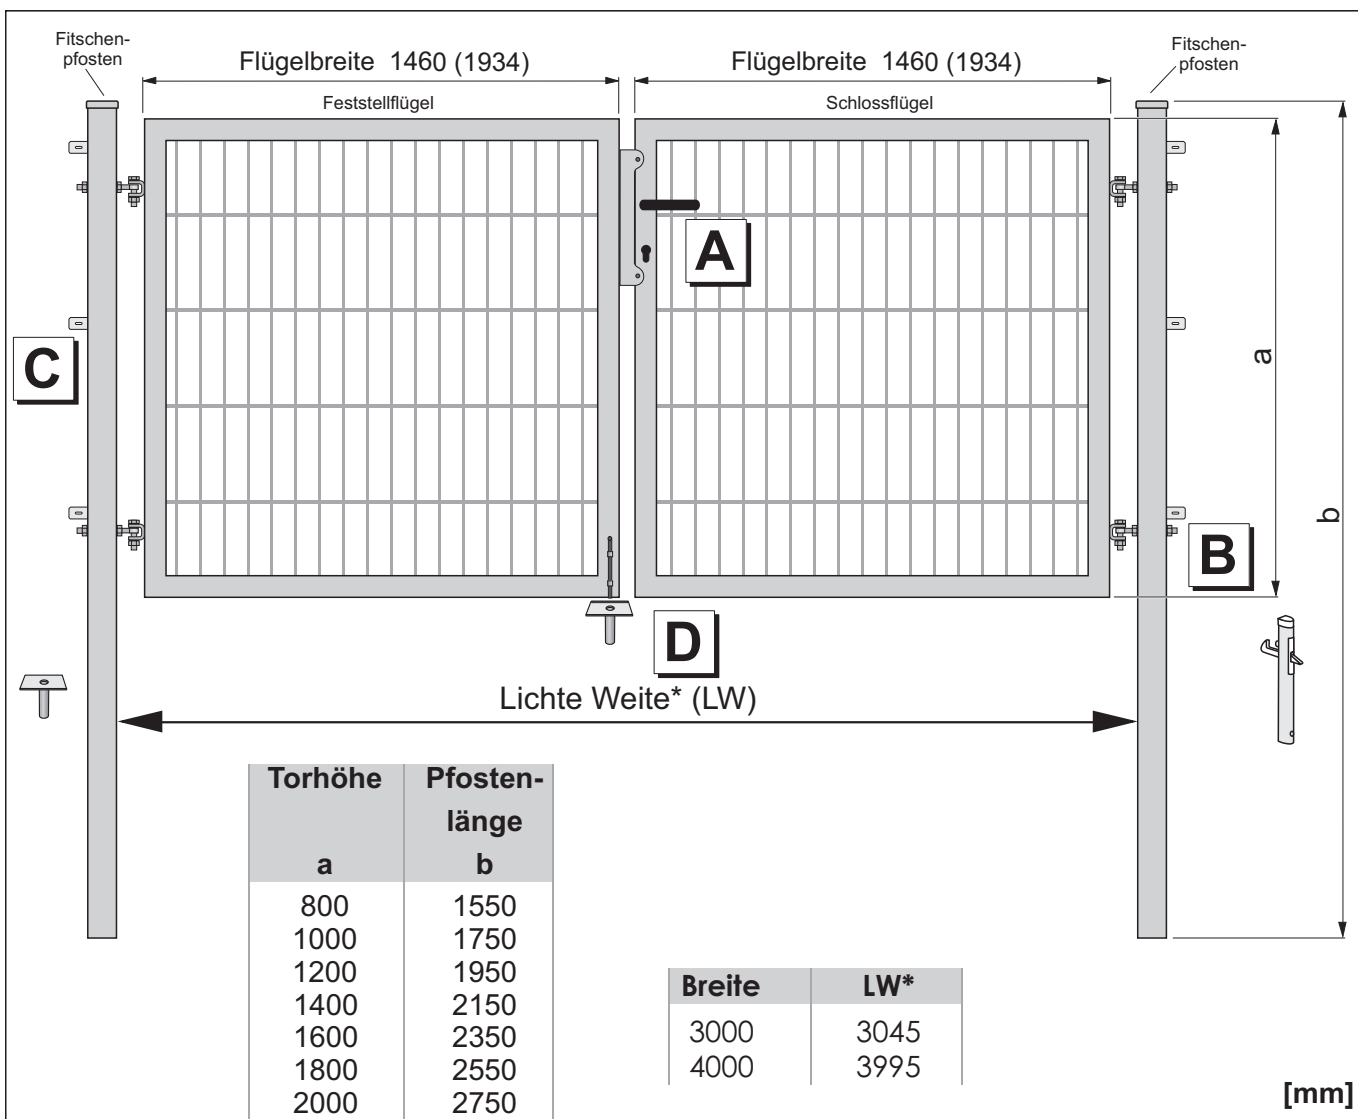 Fitschen-
pfosten
Flügelbreite 1460 (1934)
Flügelbreite 1460 (1934)
Fitschen-
pfosten
Feststellflügel
Schlossflügel
A
C
a
b
B
D
Lichte Weite* (LW)
Torhöhe Pfosten-
länge
a b
800 1550
1000 1750
1200 1950
1400 2150
1600 2350
1800 2550
2000 2750
Breite LW*
3000 3045
4000 3995
[mm]